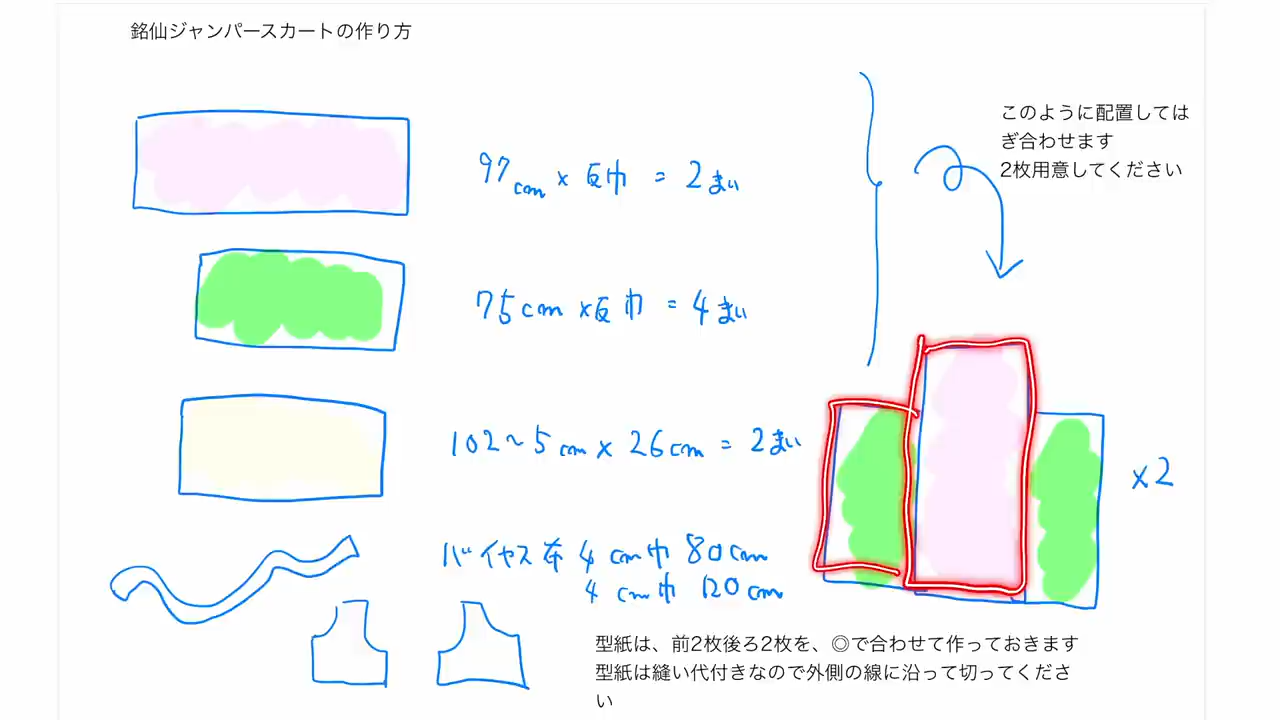 銘仙ジャンパースカートの作り方
このように配置しては
ぎ合わせます
2枚用意してください
97cm × 反巾 = 2まい
75cm ×反巾 = 4まい
102~5cm × 26cm = 2まい
×2
バイヤス布 4cm巾 80cm
4cm巾 120cm
型紙は、前2枚後ろ2枚を、◎で合わせて作っておきます
型紙は縫い代付きなので外側の線に沿って切ってくださ
い